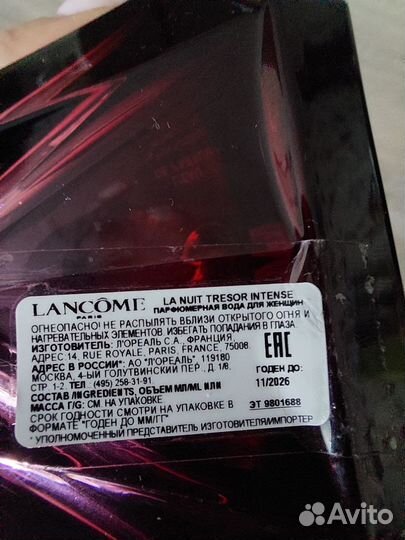 LANCÔME
PARIS
LA NUIT TRESOR INTENSE
ПАРФЮМЕРНАЯ ВОДА ДЛЯ ЖЕНЩИН
ОГНЕОПАСНО! НЕ РАСПЫЛЯТЬ ВБЛИЗИ ОТКРЫТОГО ОГНЯ И
НАГРЕВАТЕЛЬНЫХ ЭЛЕМЕНТОВ. ИЗБЕГАТЬ ПОПАДАНИЯ В ГЛАЗА.
ИЗГОТОВИТЕЛЬ: Л'ОРЕАЛЬ С.А., ФРАНЦИЯ,
АДРЕС 14, RUE ROYALE, PARIS, FRANCE, 75008.
АДРЕС В РОССИИ*: АО "Л'ОРЕАЛЬ", 119180
МОСКВА, 4-ЫЙ ГОЛУТВИНСКИЙ ПЕР., Д. 1/8.
СТР. 1-2. ТЕЛ. (495) 258-31-91
СОСТАВ /INGREDIENTS, ОБЪЕМ МЛ/ML ИЛИ
МАССА Г/G: СМ. НА УПАКОВКЕ
СРОК ГОДНОСТИ СМОТРИ НА УПАКОВКЕ В
ФОРМАТЕ "ГОДЕН ДО ММ/ГГ"
* УПОЛНОМОЧЕННЫЙ ПРЕДСТАВИТЕЛЬ ИЗГОТОВИТЕЛЯ/ИМПОРТЕР
EAC
ГОДЕН ДО:
11/2026
ЭТ 9801688
Avito